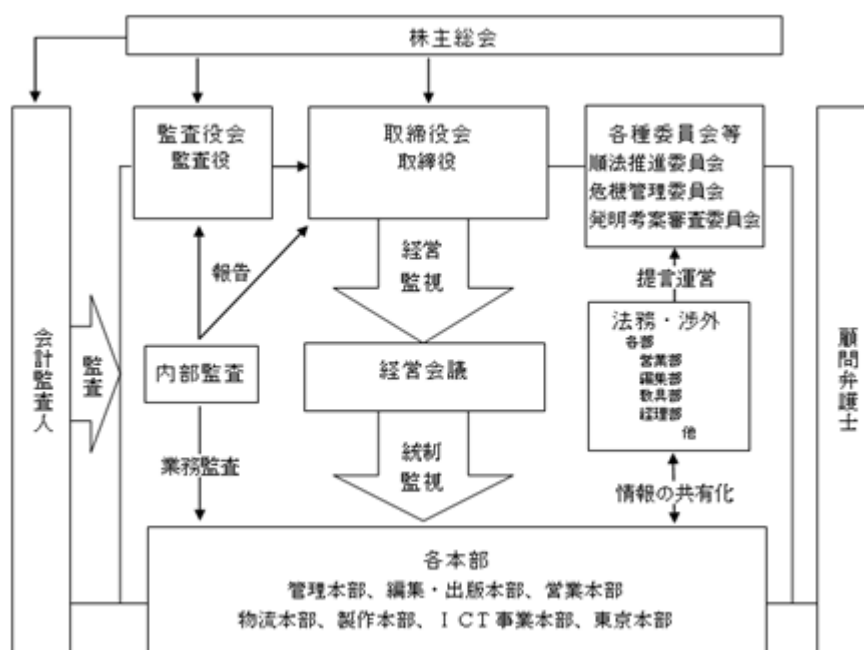 株主総会
監査役会
監査役
取締役会
取締役
各種委員会等
順法推進委員会
危機管理委員会
発明考案審査委員会
報告
経営
監視
提言運営
会計監査人
監査
内部監査
経営会議
法務・渉外
各部
営業部
編集部
教具部
経理部
他
顧問弁護士
業務監査
統制
監視
情報の共有化
各本部
管理本部、編集・出版本部、営業本部
物流本部、製作本部、ICT事業本部、東京本部